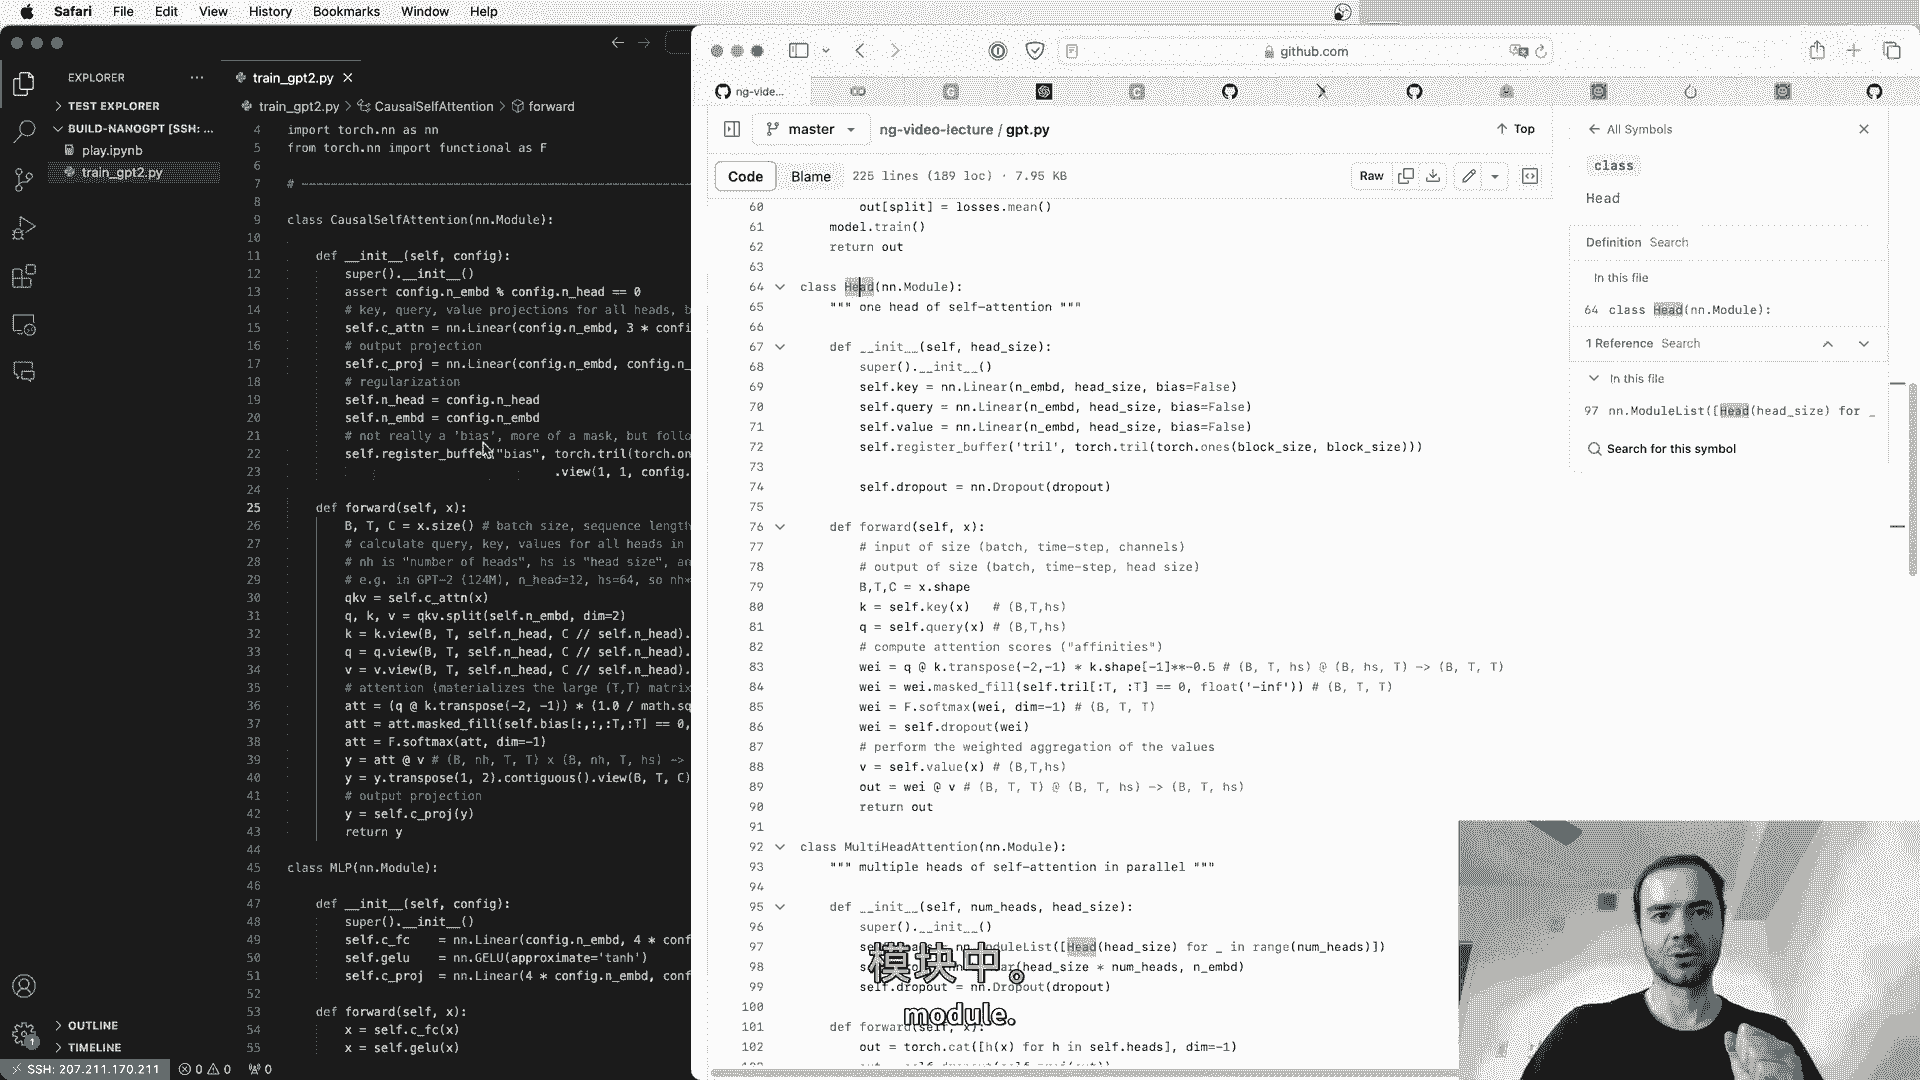 Safari File Edit View History Bookmarks Window Help
EXPLORER
TEST EXPLORER
BUILD-NANOGPT [SSH: ...
play.ipynb
train_gpt2.py
OUTLINE
TIMELINE
SSH: 207.211.170.211
0 0 0
1
train_gpt2.py
train_gpt2.py > CausalSelfAttention > forward
4 import torch.nn as nn
5 from torch.nn import functional as F
6
7 #
8
9 class CausalSelfAttention(nn.Module):
10
11 def __init__(self, config):
12 super().__init__()
13 assert config.n_embd % config.n_head == 0
14 # key, query, value projections for all heads, b
15 self.c_attn = nn.Linear(config.n_embd, 3 * confi
16 # output projection
17 self.c_proj = nn.Linear(config.n_embd, config.n_
18 # regularization
19 self.n_head = config.n_head
20 self.n_embd = config.n_embd
21 # not really a 'bias', more of a mask, but follo
22 self.register_buffer("bias", torch.tril(torch.on
23 .view(1, 1, config.
24
25 def forward(self, x):
26 B, T, C = x.size() # batch size, sequence length
27 # calculate query, key, values for all heads in
28 # nh is "number of heads", hs is "head size", an
29 # e.g. in GPT-2 (124M), n_head=12, hs=64, so nh*
30 qkv = self.c_attn(x)
31 q, k, v = qkv.split(self.n_embd, dim=2)
32 k = k.view(B, T, self.n_head, C // self.n_head).
33 q = q.view(B, T, self.n_head, C // self.n_head).
34 v = v.view(B, T, self.n_head, C // self.n_head).
35 # attention (materializes the large (T,T) matrix
36 att = (q @ k.transpose(-2, -1)) * (1.0 / math.sq
37 att = att.masked_fill(self.bias[:,:,:T,:T] == 0,
38 att = F.softmax(att, dim=-1)
39 y = att @ v # (B, nh, T, T) x (B, nh, T, hs) ->
40 y = y.transpose(1, 2).contiguous().view(B, T, C)
41 # output projection
42 y = self.c_proj(y)
43 return y
44
45 class MLP(nn.Module):
46
47 def __init__(self, config):
48 super().__init__()
49 self.c_fc = nn.Linear(config.n_embd, 4 * conf
50 self.gelu = nn.GELU(approximate='tanh')
51 self.c_proj = nn.Linear(4 * config.n_embd, confi
52
53 def forward(self, x):
54 x = self.c_fc(x)
55 x = self.gelu(x)
github.com
ng-vide...
master ng-video-lecture / gpt.py Top
Code Blame 225 lines (189 loc) · 7.95 KB Raw
60 out[split] = losses.mean()
61 model.train()
62 return out
63
64 class Head(nn.Module):
65 """ one head of self-attention """
66
67 def __init__(self, head_size):
68 super().__init__()
69 self.key = nn.Linear(n_embd, head_size, bias=False)
70 self.query = nn.Linear(n_embd, head_size, bias=False)
71 self.value = nn.Linear(n_embd, head_size, bias=False)
72 self.register_buffer('tril', torch.tril(torch.ones(block_size, block_size)))
73
74 self.dropout = nn.Dropout(dropout)
75
76 def forward(self, x):
77 # input of size (batch, time-step, channels)
78 # output of size (batch, time-step, head size)
79 B,T,C = x.shape
80 k = self.key(x) # (B,T,hs)
81 q = self.query(x) # (B,T,hs)
82 # compute attention scores ("affinities")
83 wei = q @ k.transpose(-2,-1) * k.shape[-1]**-0.5 # (B, T, hs) @ (B, hs, T) -> (B, T, T)
84 wei = wei.masked_fill(self.tril[:T, :T] == 0, float('-inf')) # (B, T, T)
85 wei = F.softmax(wei, dim=-1) # (B, T, T)
86 wei = self.dropout(wei)
87 # perform the weighted aggregation of the values
88 v = self.value(x) # (B,T,hs)
89 out = wei @ v # (B, T, T) @ (B, T, hs) -> (B, T, hs)
90 return out
91
92 class MultiHeadAttention(nn.Module):
93 """ multiple heads of self-attention in parallel """
94
95 def __init__(self, num_heads, head_size):
96 super().__init__()
97 nn.ModuleList([Head(head_size) for _ in range(num_heads)])
98 (head_size * num_heads, n_embd)
99 self.dropout = nn.Dropout(dropout)
100
101 def forward(self, x):
102 out = torch.cat([h(x) for h in self.heads], dim=-1)
All Symbols
class
Head
Definition Search
In this file
64 class Head(nn.Module):
1 Reference Search
In this file
97 nn.ModuleList([Head(head_size) for _
Search for this symbol
模块中。
module.